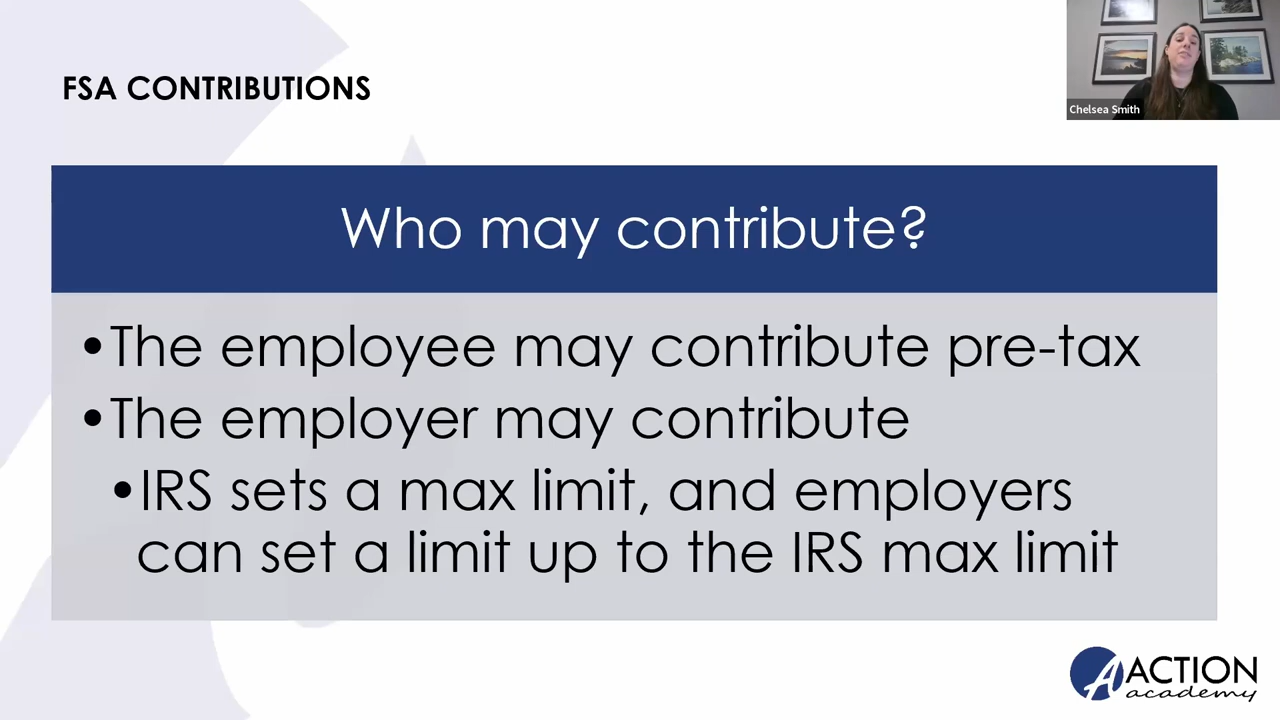 FSA CONTRIBUTIONS
Chelsea Smith
Who may contribute?
•The employee may contribute pre-tax
•The employer may contribute
•IRS sets a max limit, and employers
can set a limit up to the IRS max limit
A ACTION
academy